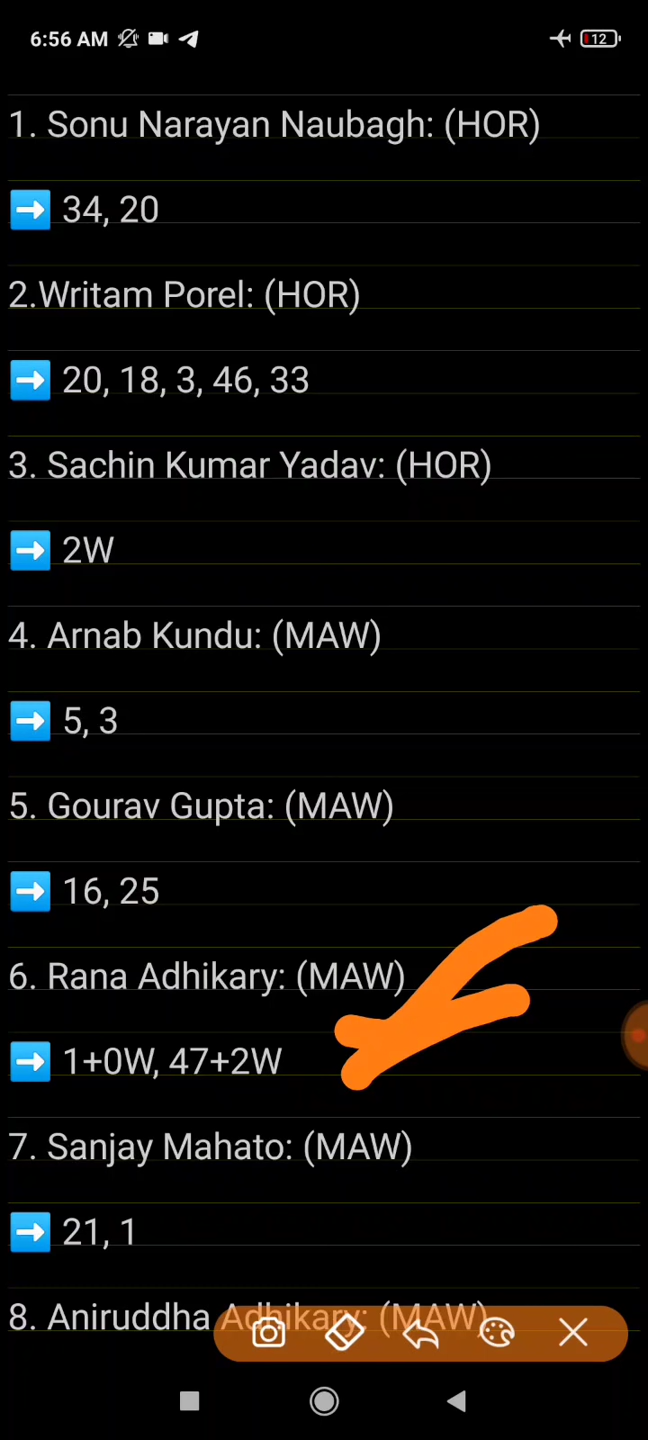 6:56 AM
12
1. Sonu Narayan Naubagh: (HOR)
➡️ 34, 20
2.Writam Porel: (HOR)
➡️ 20, 18, 3, 46, 33
3. Sachin Kumar Yadav: (HOR)
➡️ 2W
4. Arnab Kundu: (MAW)
➡️ 5, 3
5. Gourav Gupta: (MAW)
➡️ 16, 25
6. Rana Adhikary: (MAW)
➡️ 1+0W, 47+2W
7. Sanjay Mahato: (MAW)
➡️ 21, 1
8. Aniruddha Adhikary: (MAW)